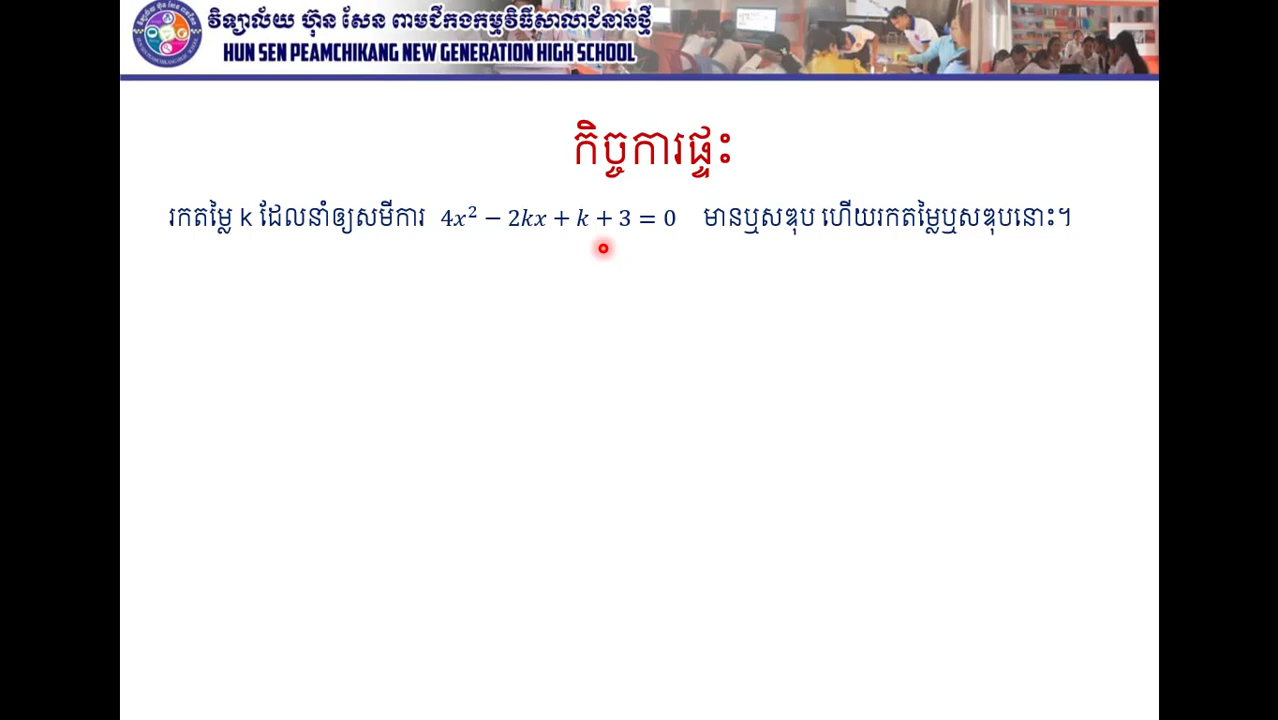 វិទ្យាល័យ ហ៊ុន សែន ពាមជីកងកម្មវិធីសាលាជំនាន់ថ្មី
HUN SEN PEAMCHIKANG NEW GENERATION HIGH SCHOOL
កិច្ចការផ្ទះ
រកតម្លៃ k ដែលនាំឲ្យសមីការ 4x² − 2kx + k + 3 = 0 មានឬសឌុប ហើយរកតម្លៃឬសឌុបនោះ។